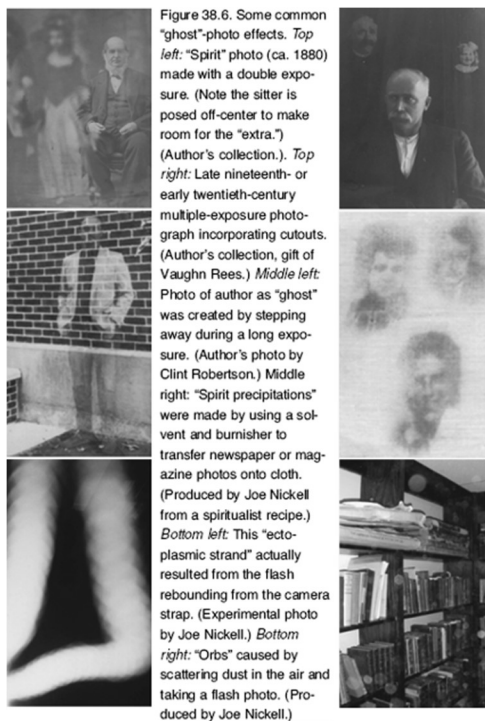 Figure 38.6. Some common
“ghost”-photo effects. Top
left: “Spirit” photo (ca. 1880)
made with a double expo-
sure. (Note the sitter is
posed off-center to make
room for the “extra.”)
(Author’s collection.). Top
right: Late nineteenth- or
early twentieth-century
multiple-exposure photo-
graph incorporating cutouts.
(Author’s collection, gift of
Vaughn Rees.) Middle left:
Photo of author as “ghost”
was created by stepping
away during a long expo-
sure. (Author’s photo by
Clint Robertson.) Middle
right: “Spirit precipitations”
were made by using a sol-
vent and burnisher to
transfer newspaper or mag-
azine photos onto cloth.
(Produced by Joe Nickell
from a spiritualist recipe.)
Bottom left: This “ecto-
plasmic strand” actually
resulted from the flash
rebounding from the camera
strap. (Experimental photo
by Joe Nickell.) Bottom
right: “Orbs” caused by
scattering dust in the air and
taking a flash photo. (Pro-
duced by Joe Nickell.)